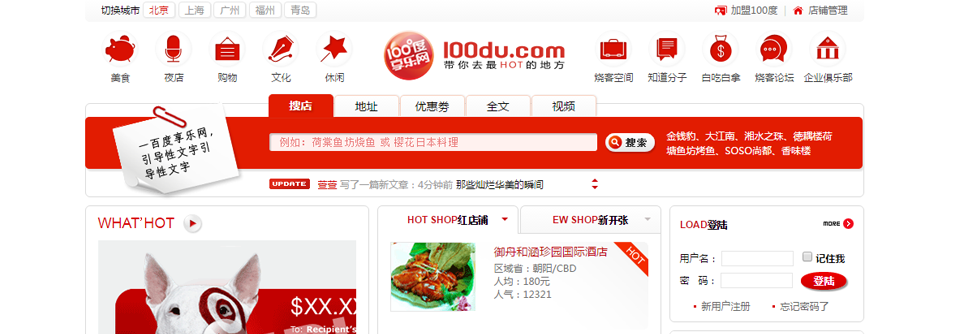 切换城市 北京 上海 广州 福州 青岛 加盟100度 | 店铺管理
100度
享乐网
100du.com
带你去最HOT的地方
美食 夜店 购物 文化 休闲 烧客空间 知道分子 白吃白拿 烧客论坛 企业俱乐部
搜店 地址 优惠劵 全文 视频
一百度享乐网，
引导性文字引
导性文字
例如：荷棠鱼坊烧鱼 或 樱花日本料理 搜索
金钱豹、大江南、湘水之珠、德耦楼荷
塘鱼坊烤鱼、SOSO尚都、香味楼
UPDATE 萱萱 写了一篇新文章：4分钟前 那些灿烂华美的瞬间
WHAT'HOT
HOT SHOP红店铺 EW SHOP新开张
LOAD登陆 MORE
御丹和涵珍园国际酒店 HOT
区域省：朝阳/CBD
人均：180元
人气：12321
用户名： 记住我
密 码： 登陆
新用户注册 忘记密码了
$XX.XX
To: Recipient's